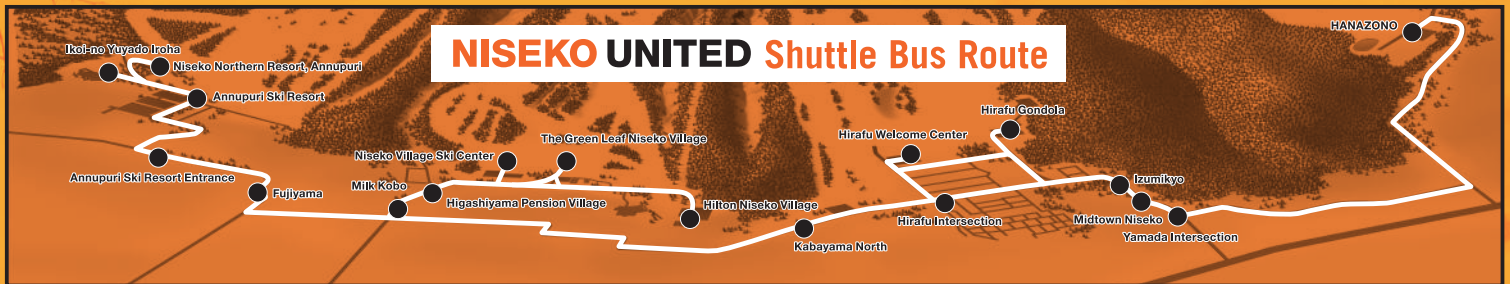 NISEKO UNITED Shuttle Bus Route
HANAZONO
Ikoi-no Yuyado Iroha
Niseko Northern Resort, Annupuri
Annupuri Ski Resort
Hirafu Gondola
Hirafu Welcome Center
The Green Leaf Niseko Village
Niseko Village Ski Center
Annupuri Ski Resort Entrance
Fujiyama
Milk Kobo
Higashiyama Pension Village
Hilton Niseko Village
Kabayama North
Hirafu Intersection
Izumikyo
Midtown Niseko
Yamada Intersection